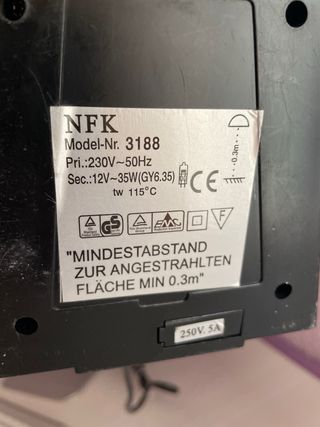 NFK
Model-Nr. 3188
Pri.:230V~50Hz
Sec.:12V~35W(GY6.35)
tw 115°C
0.3m
CE
F
"MINDESTABSTAND
ZUR ANGESTRAHLTEN
FLÄCHE MIN 0.3m"
250V. 5A